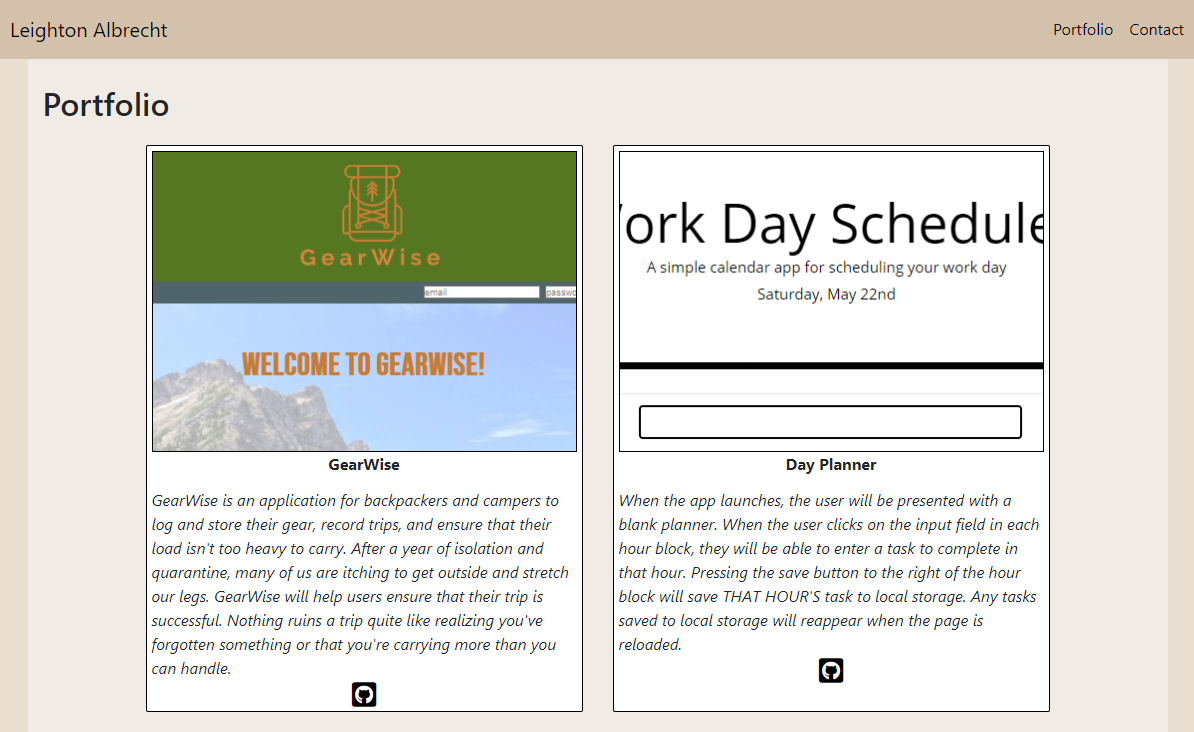 Leighton Albrecht
Portfolio Contact
Portfolio
GearWise
email passwo
WELCOME TO GEARWISE!
GearWise
GearWise is an application for backpackers and campers to
log and store their gear, record trips, and ensure that their
load isn't too heavy to carry. After a year of isolation and
quarantine, many of us are itching to get outside and stretch
our legs. GearWise will help users ensure that their trip is
successful. Nothing ruins a trip quite like realizing you've
forgotten something or that you're carrying more than you
can handle.
ork Day Schedule
A simple calendar app for scheduling your work day
Saturday, May 22nd
Day Planner
When the app launches, the user will be presented with a
blank planner. When the user clicks on the input field in each
hour block, they will be able to enter a task to complete in
that hour. Pressing the save button to the right of the hour
block will save THAT HOUR'S task to local storage. Any tasks
saved to local storage will reappear when the page is
reloaded.